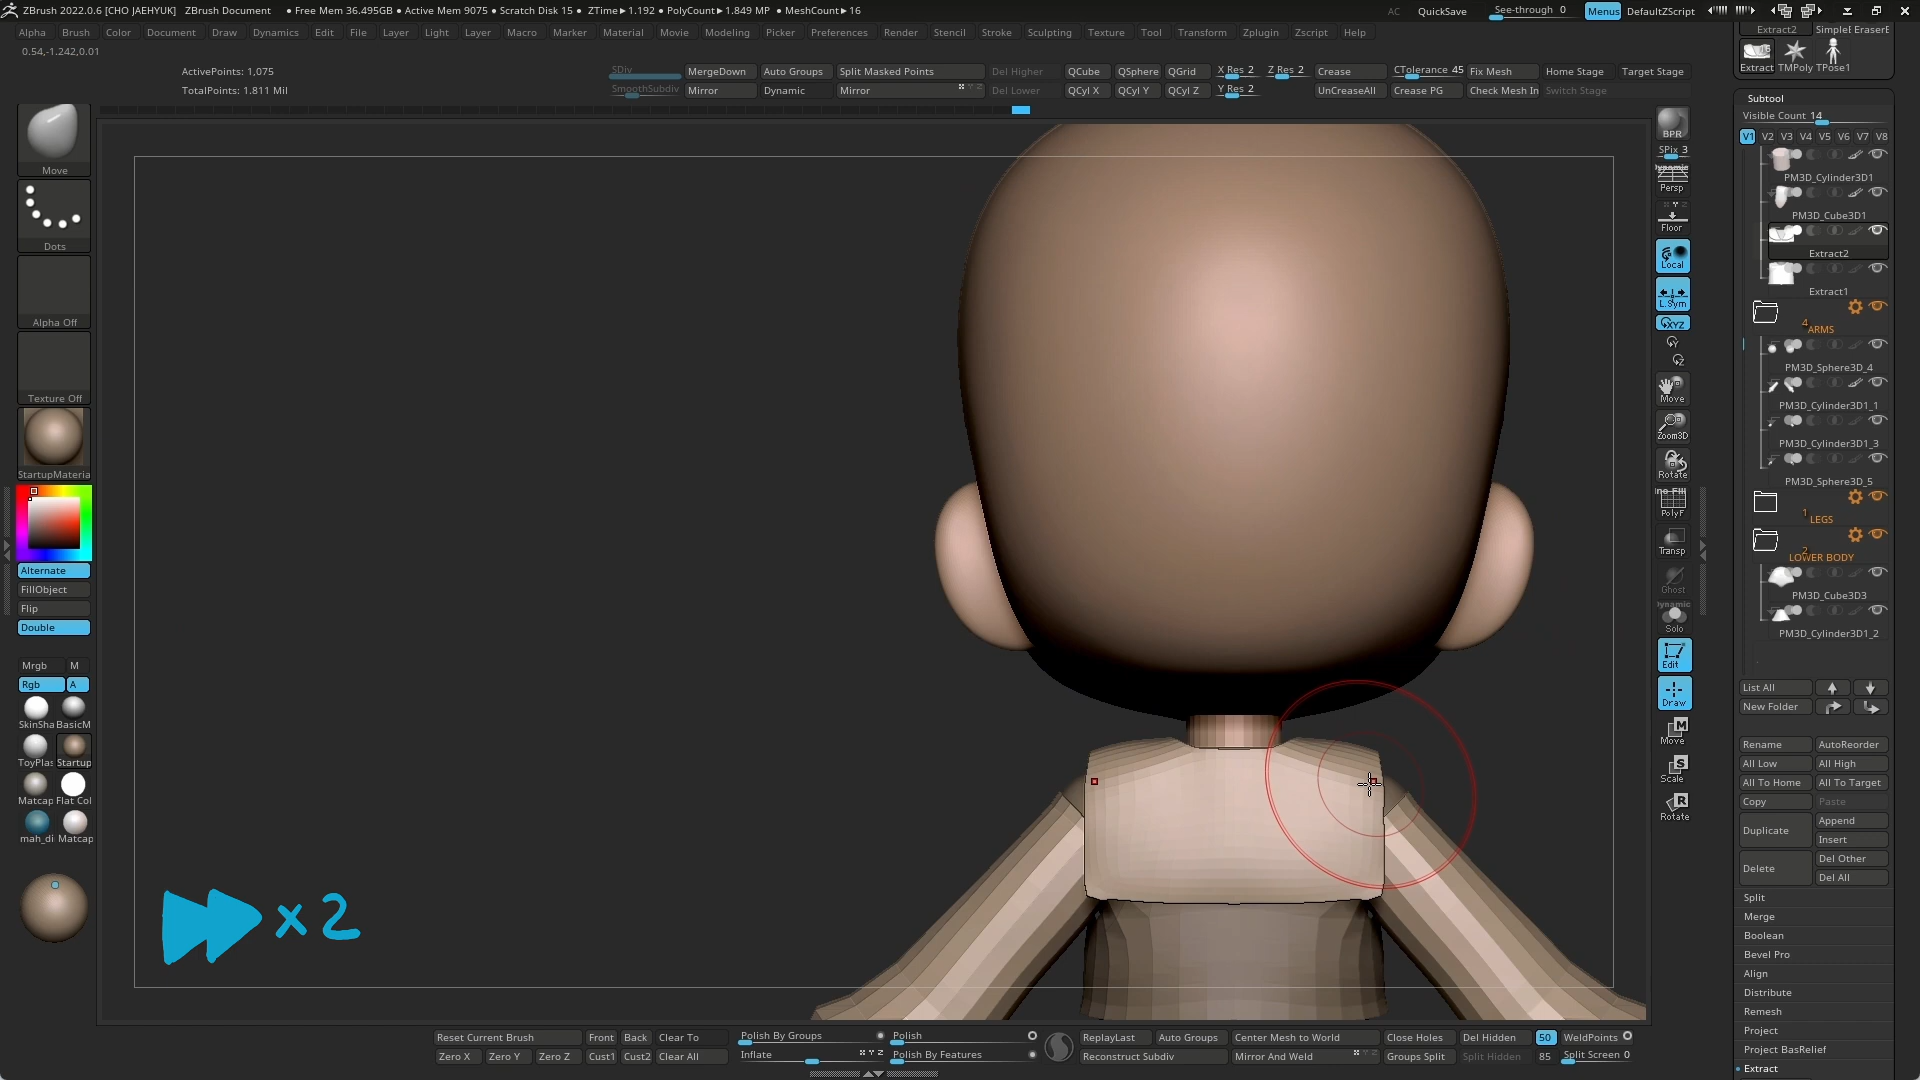 ZBrush 2022.0.6 [CHO JAEHYUK] ZBrush Document • Free Mem 36.495GB • Active Mem 9075 • Scratch Disk 15 • ZTime▸1.192 • PolyCount▸1.849 MP • MeshCount▸16 AC QuickSave See-through 0 Menus DefaultZScript
Alpha Brush Color Document Draw Dynamics Edit File Layer Light Layer Macro Marker Material Movie Modeling Picker Preferences Render Stencil Stroke Sculpting Texture Tool Transform Zplugin Zscript Help
0.54,-1.242,0.01
ActivePoints: 1,075
TotalPoints: 1.811 Mil
SDiv MergeDown Auto Groups Split Masked Points Del Higher QCube QSphere QGrid X Res 2 Z Res 2 Crease CTolerance 45 Fix Mesh Home Stage Target Stage
SmoothSubdiv Mirror Dynamic Mirror Del Lower QCyl X QCyl Y QCyl Z Y Res 2 UnCreaseAll Crease PG Check Mesh In Switch Stage
Move
Dots
Alpha Off
Texture Off
StartupMateria
Alternate
FillObject
Flip
Double
Mrgb M
Rgb A
SkinSha BasicM
ToyPlas Startup
Matcap Flat Col
mah_di Matcap
x 2
BPR
SPix 3
Dynamic
Persp
Floor
Local
L.Sym
XYZ
Y
Z
Move
Zoom3D
Rotate
PolyF
Transp
Ghost
Dynamic
Solo
Edit
Draw
M
Move
S
Scale
R
Rotate
Extract2
Extract TMPoly TPose1
Subtool
Visible Count 14
V1 V2 V3 V4 V5 V6 V7 V8
PM3D_Cylinder3D1
PM3D_Cube3D1
Extract2
Extract1
4
ARMS
PM3D_Sphere3D_4
PM3D_Cylinder3D1_1
PM3D_Cylinder3D1_3
PM3D_Sphere3D_5
1
LEGS
2
LOWER BODY
PM3D_Cube3D3
PM3D_Cylinder3D1_2
List All
New Folder
Rename AutoReorder
All Low All High
All To Home All To Target
Copy Paste
Duplicate Append
Insert
Delete Del Other
Del All
Split
Merge
Boolean
Bevel Pro
Align
Distribute
Remesh
Project
Project BasRelief
Extract
Reset Current Brush Front Back Clear To Polish By Groups Polish ReplayLast Auto Groups Center Mesh to World Close Holes Del Hidden 50 WeldPoints
Zero X Zero Y Zero Z Cust1 Cust2 Clear All Inflate Polish By Features Reconstruct Subdiv Mirror And Weld Groups Split Split Hidden 85 Split Screen 0